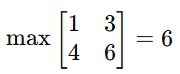 max [1 3
4 6] = 6